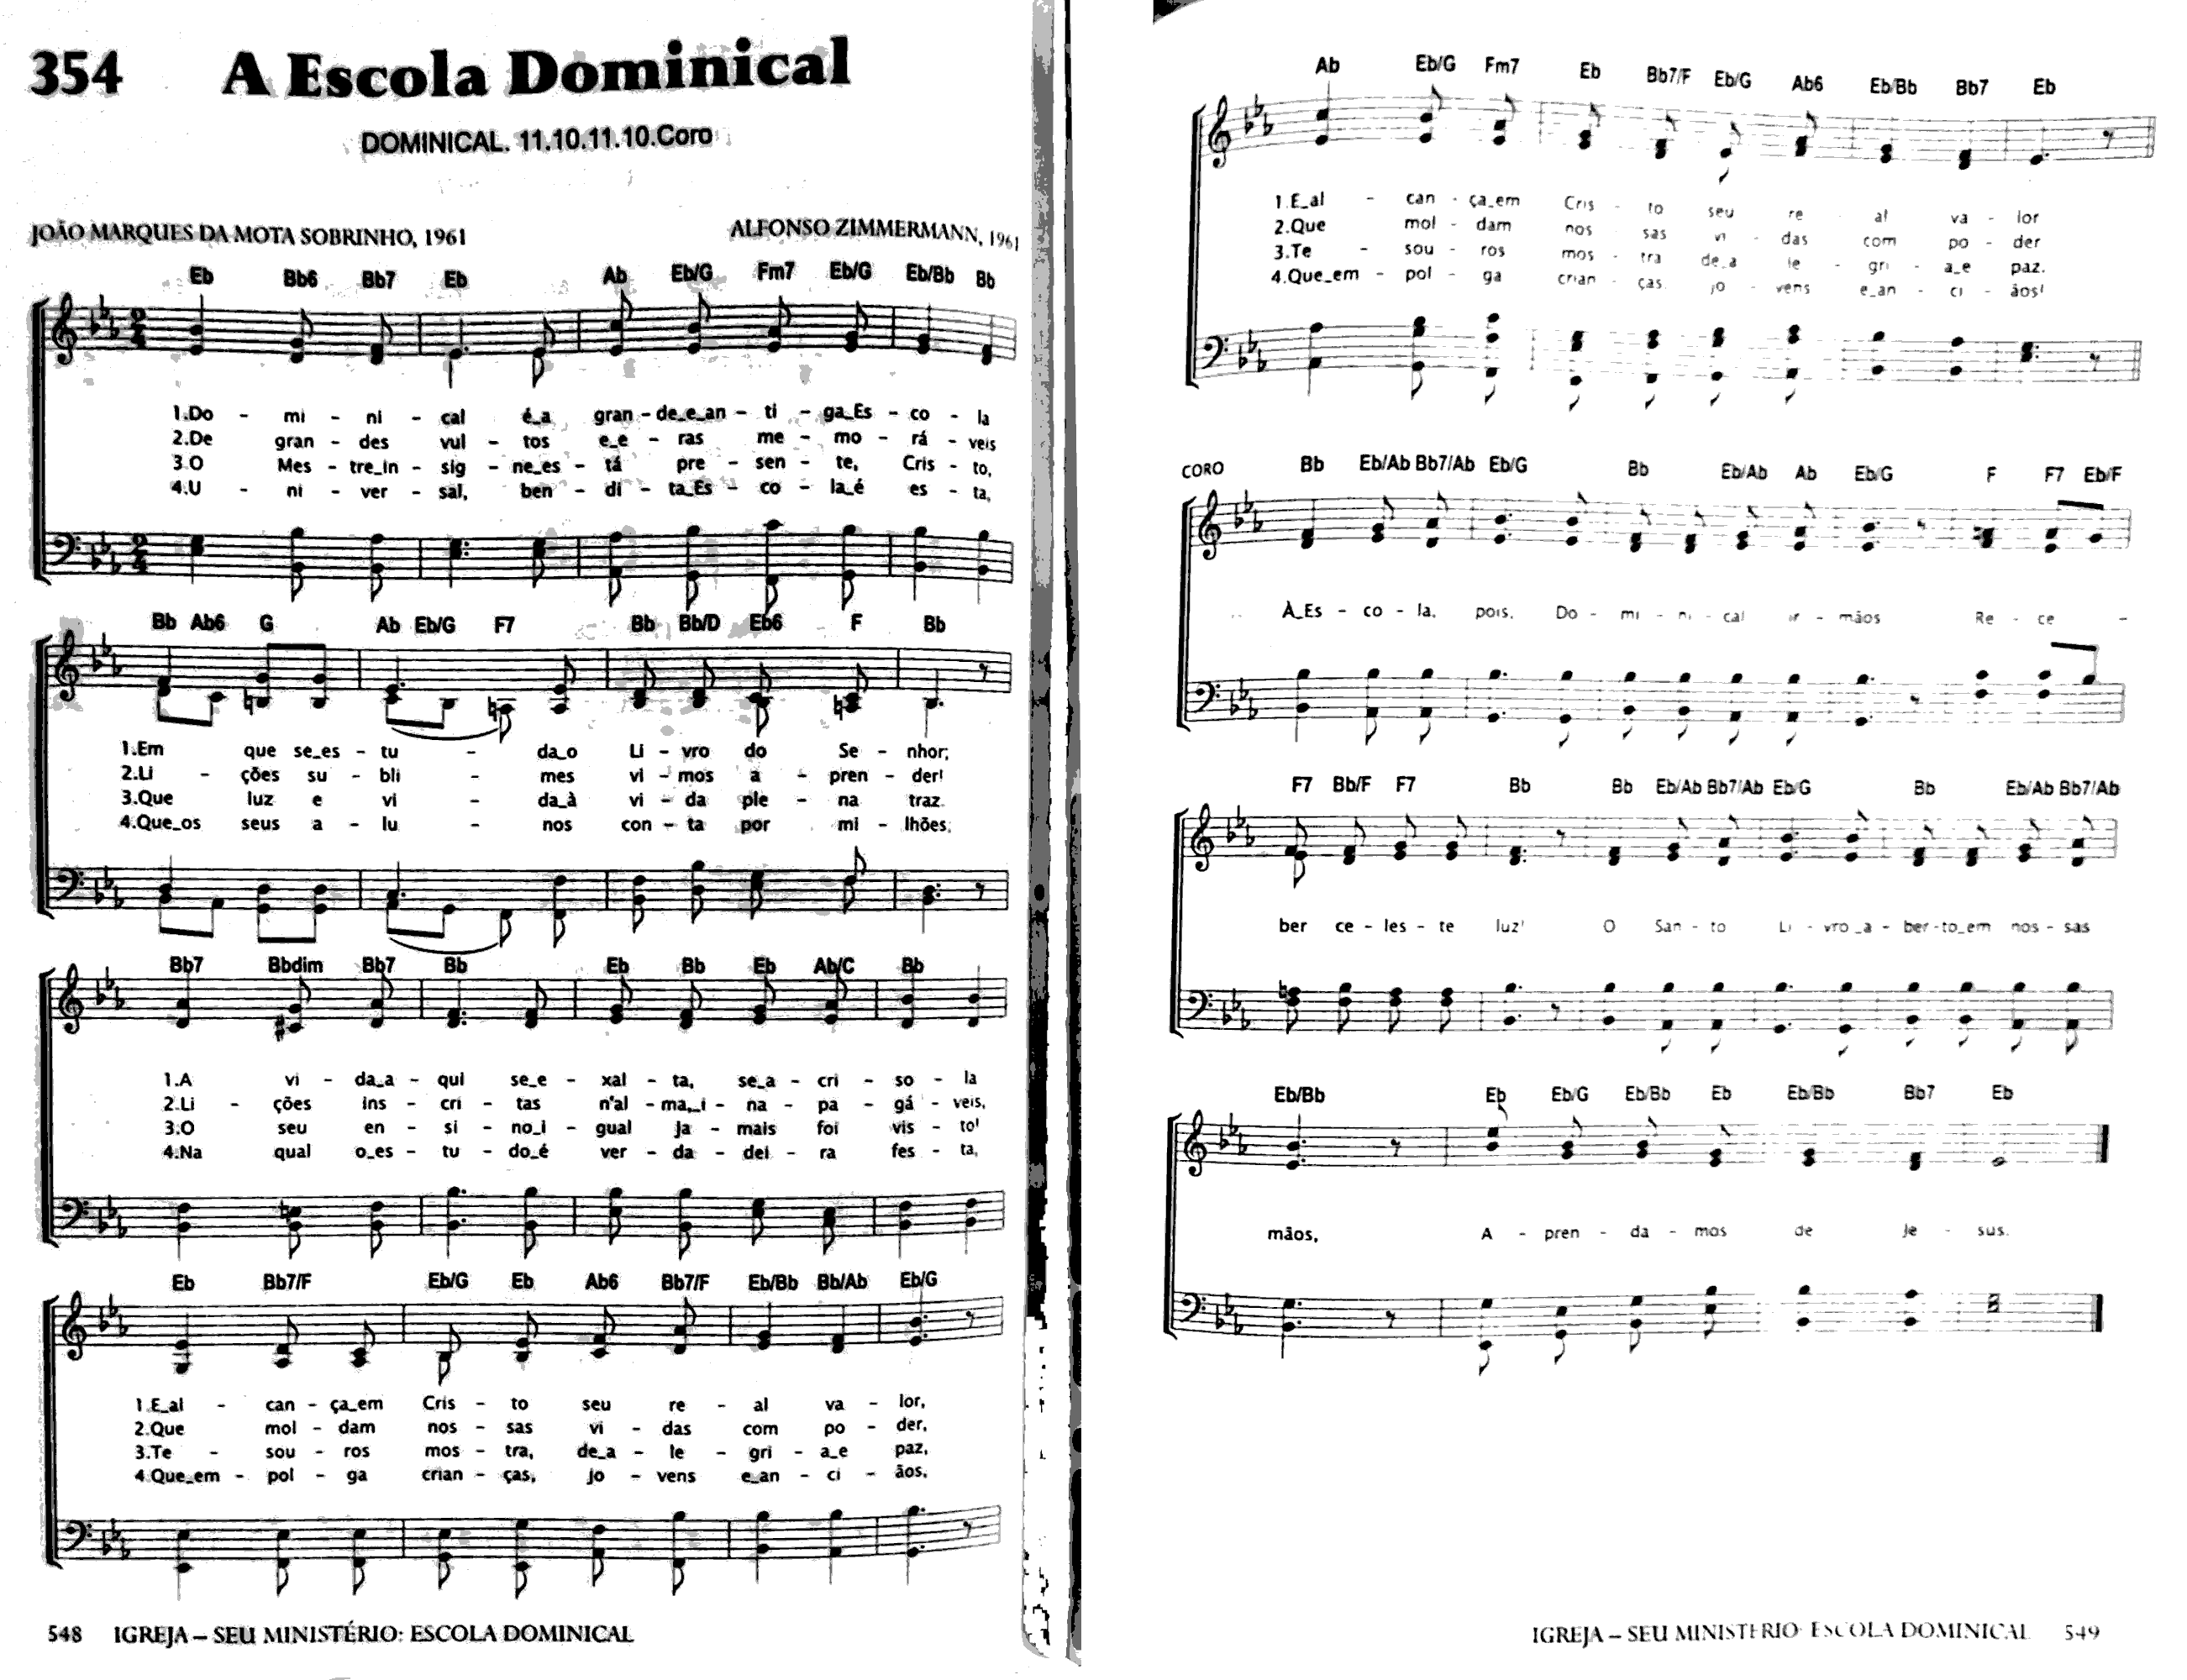 354 A Escola Dominical
DOMINICAL. 11.10.11.10.Coro
JOÃO MARQUES DA MOTA SOBRINHO, 1961 ALFONSO ZIMMERMANN, 1961
Eb Bb6 Bb7 Eb Ab Eb/G Fm7 Eb/G Eb/Bb Bb
1.Do - mi - ni - cal é_a gran - de_e_an - ti - ga_Es - co - la
2.De gran - des vul - tos e_e - ras me - mo - rá - veis
3.O Mes - tre_in - sig - ne_es - tá pre - sen - te, Cris - to,
4.U - ni - ver - sal, ben - di - ta_Es - co - la_é es - ta,
Bb Ab6 G Ab Eb/G F7 Bb Bb/D Eb6 F Bb
1.Em que se_es - tu - da_o Li - vro do Se - nhor;
2.Li - ções su - bli - mes vi - mos a - pren - der!
3.Que luz e vi - da_à vi - da ple - na traz.
4.Que_os seus a - lu - nos con - ta por mi - lhões;
Bb7 Bbdim Bb7 Bb Eb Bb Eb Ab/C Bb
1.A vi - da_a - qui se_e - xal - ta, se_a - cri - so - la
2.Li - ções ins - cri - tas n'al - ma,_i - na - pa - gá - veis,
3.O seu en - si - no_i - gual ja - mais foi vis - to!
4.Na qual o_es - tu - do_é ver - da - dei - ra fes - ta,
Eb Bb7/F Eb/G Eb Ab6 Bb7/F Eb/Bb Bb/Ab Eb/G
1.E_al - can - ça_em Cris - to seu re - al va - lor,
2.Que mol - dam nos - sas vi - das com po - der,
3.Te - sou - ros mos - tra, de_a - le - gri - a_e paz,
4.Que_em - pol - ga crian - ças, jo - vens e_an - ci - ãos,
548 IGREJA – SEU MINISTÉRIO: ESCOLA DOMINICAL
Ab Eb/G Fm7 Eb Bb7/F Eb/G Ab6 Eb/Bb Bb7 Eb
1.E_al - can - ça_em Cris - to seu re - al va - lor
2.Que mol - dam nos - sas vi - das com po - der
3.Te - sou - ros mos - tra de_a le - gri - a_e paz.
4.Que_em - pol - ga crian - ças, jo - vens e_an - ci - ãos!
CORO Bb Eb/Ab Bb7/Ab Eb/G Bb Eb/Ab Ab Eb/G F F7 Eb/F
À_Es - co - la, pois, Do - mi - ni - cal ir - mãos Re - ce -
F7 Bb/F F7 Bb Bb Eb/Ab Bb7/Ab Eb/G Bb Eb/Ab Bb7/Ab
ber ce - les - te luz! O San - to Li - vro_a - ber - to_em nos - sas
Eb/Bb Eb Eb/G Eb/Bb Eb Eb/Bb Bb7 Eb
mãos, A - pren - da - mos de Je - sus.
IGREJA – SEU MINISTÉRIO: ESCOLA DOMINICAL 549